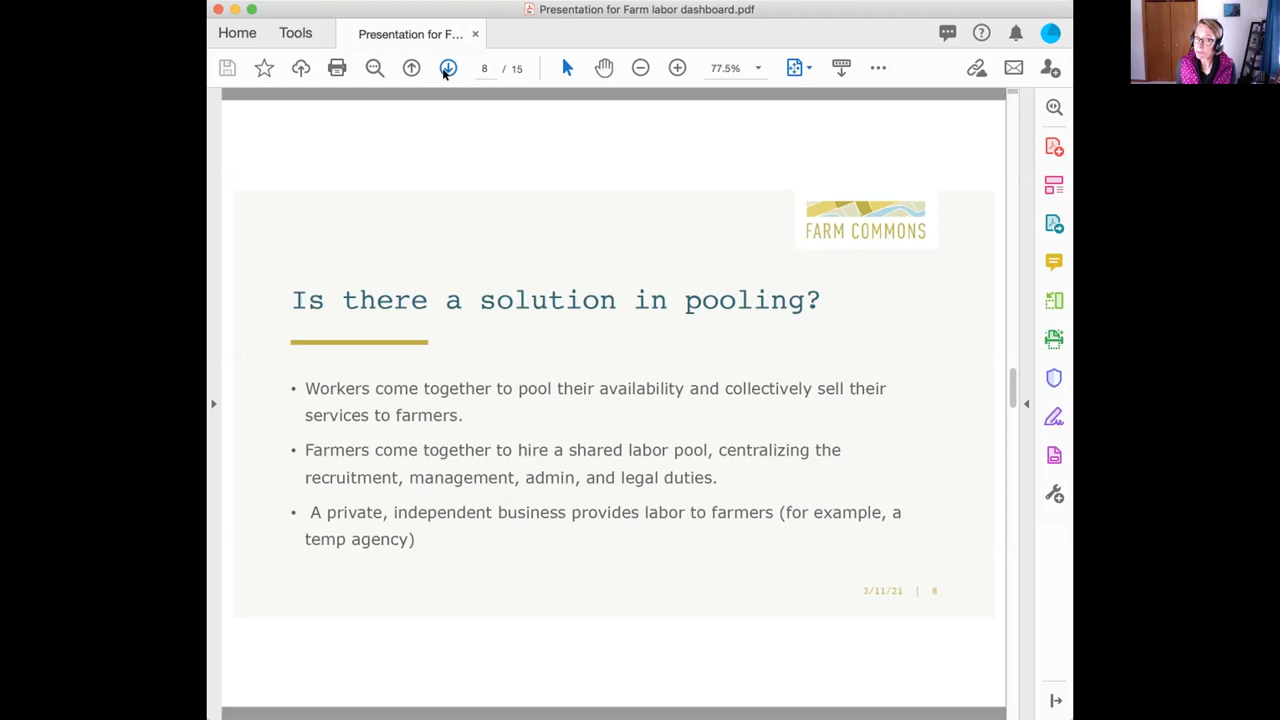 Presentation for Farm labor dashboard.pdf
Home
Tools
Presentation for F... ×
8 / 15
77.5%
FARM COMMONS
Is there a solution in pooling?
• Workers come together to pool their availability and collectively sell their
services to farmers.
• Farmers come together to hire a shared labor pool, centralizing the
recruitment, management, admin, and legal duties.
• A private, independent business provides labor to farmers (for example, a
temp agency)
3/11/21 | 8